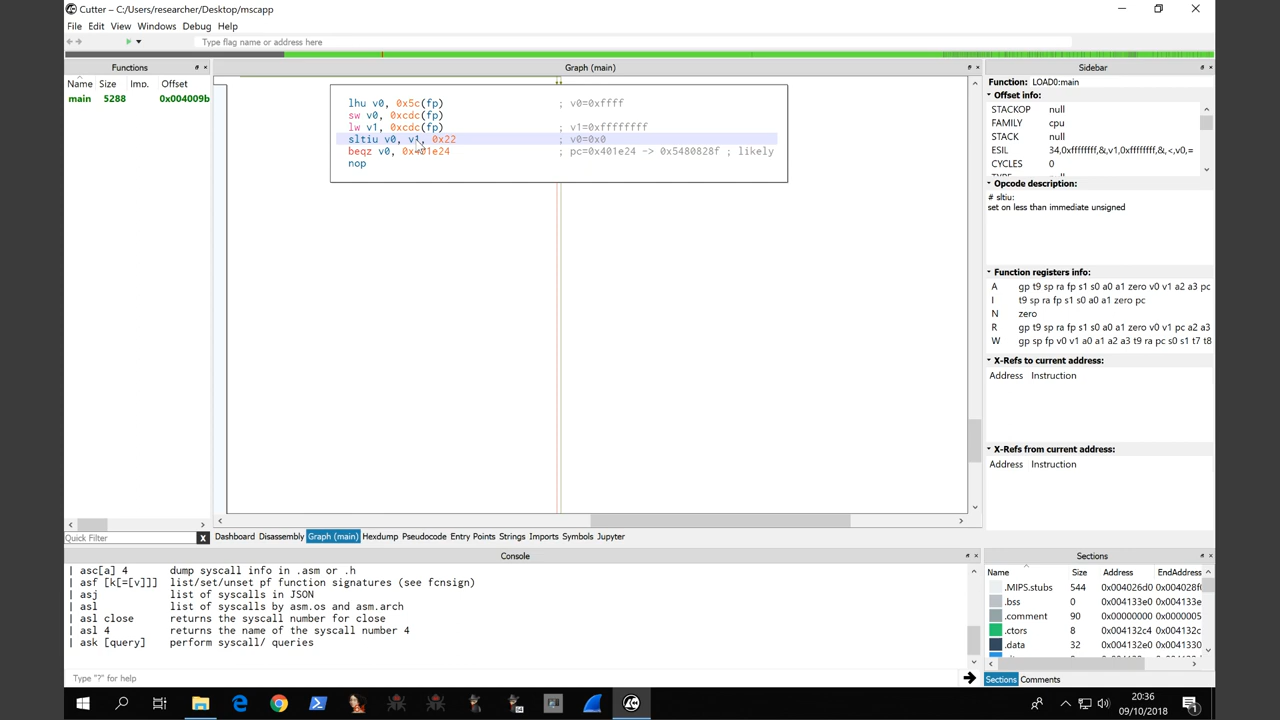 Cutter – C:/Users/researcher/Desktop/mscapp
File Edit View Windows Debug Help
Type flag name or address here
Functions
Name Size Imp. Offset
main 5288 0x004009b
Graph (main)
lhu v0, 0x5c(fp) ; v0=0xffff
sw v0, 0xcdc(fp)
lw v1, 0xcdc(fp) ; v1=0xffffffff
sltiu v0, v1, 0x22 ; v0=0x0
beqz v0, 0x401e24 ; pc=0x401e24 -> 0x5480828f ; likely
nop
Sidebar
Function: LOAD0:main
Offset info:
STACKOP null
FAMILY cpu
STACK null
ESIL 34,0xffffffff,&,v1,0xffffffff,&,<,v0,=
CYCLES 0
Opcode description:
# sltiu:
set on less than immediate unsigned
Function registers info:
A gp t9 sp ra fp s1 s0 a0 a1 zero v0 v1 a2 a3 pc
I t9 sp ra fp s1 s0 a0 a1 zero pc
N zero
R gp t9 sp ra fp s1 s0 a0 a1 zero v0 v1 pc a2 a3
W gp sp fp v0 v1 a0 a1 a2 a3 t9 ra pc s0 s1 t7 t8
X-Refs to current address:
Address Instruction
X-Refs from current address:
Address Instruction
Quick Filter X
Dashboard Disassembly Graph (main) Hexdump Pseudocode Entry Points Strings Imports Symbols Jupyter
Console
| asc[a] 4 dump syscall info in .asm or .h
| asf [k[=[v]]] list/set/unset pf function signatures (see fcnsign)
| asj list of syscalls in JSON
| asl list of syscalls by asm.os and asm.arch
| asl close returns the syscall number for close
| asl 4 returns the name of the syscall number 4
| ask [query] perform syscall/ queries
Type "?" for help
Sections
Name Size Address EndAddress
.MIPS.stubs 544 0x004026d0 0x004028f0
.bss 0 0x004133e0 0x004133e0
.comment 90 0x00000000 0x0000005
.ctors 8 0x004132c4 0x004132c
.data 32 0x004132e0 0x0041330
Sections Comments
20:36
09/10/2018
1